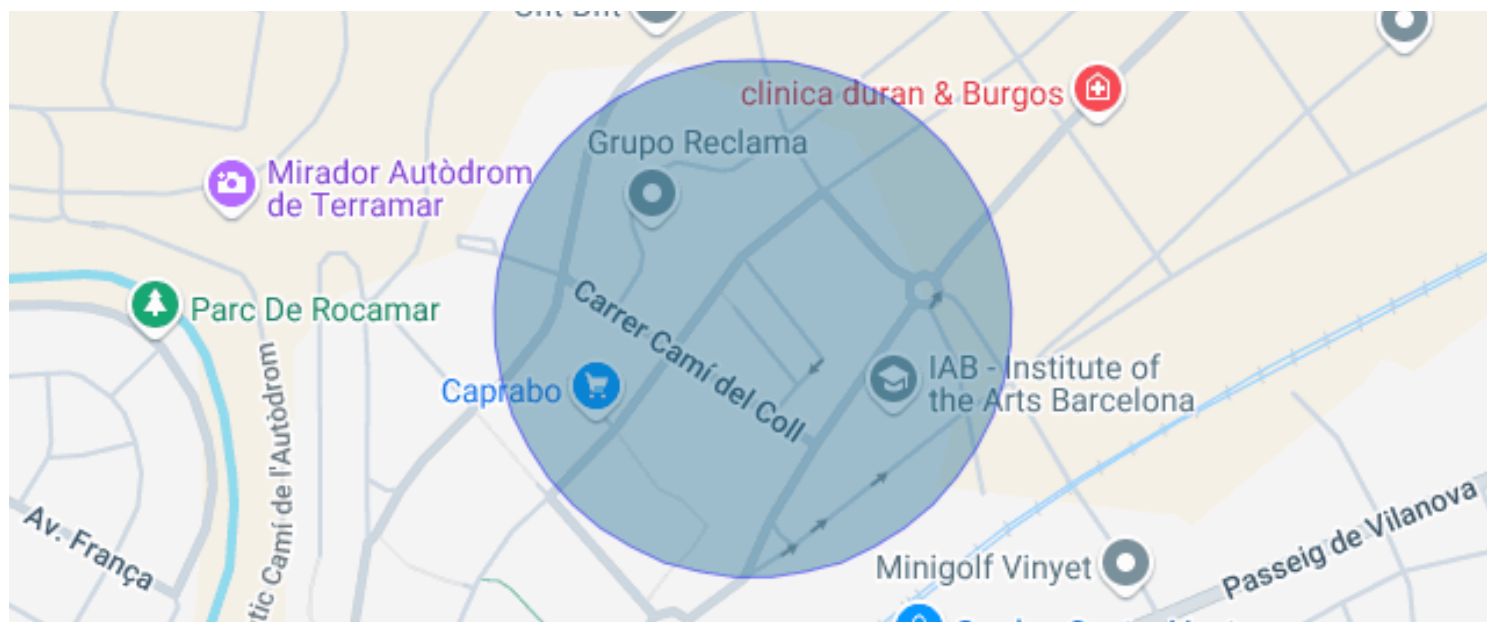 clinica duran & Burgos
Grupo Reclama
Mirador Autòdrom
de Terramar
Parc De Rocamar
Carrer Camí del Coll
Caprabo
IAB - Institute of
the Arts Barcelona
tic Camí de l'Autòdrom
Av. França
Passeig de Vilanova
Minigolf Vinyet